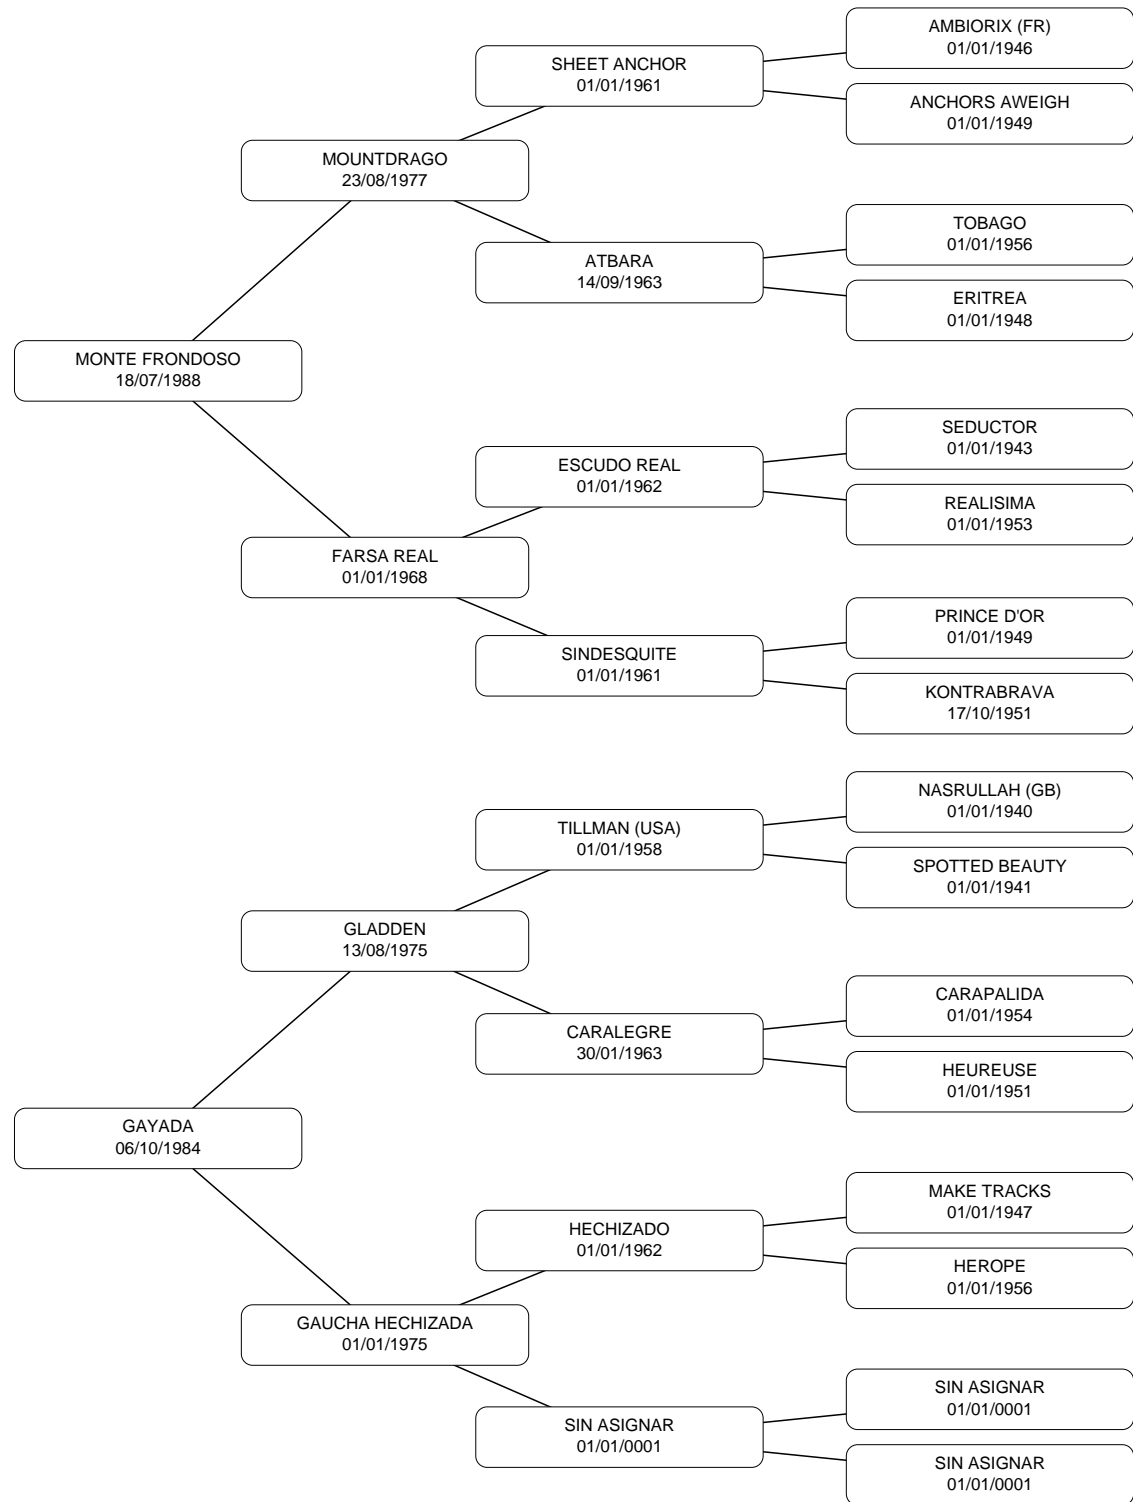 AMBIORIX (FR)
01/01/1946
SHEET ANCHOR
01/01/1961
ANCHORS AWEIGH
01/01/1949
MOUNTDRAGO
23/08/1977
TOBAGO
01/01/1956
ATBARA
14/09/1963
ERITREA
01/01/1948
MONTE FRONDOSO
18/07/1988
SEDUCTOR
01/01/1943
ESCUDO REAL
01/01/1962
REALISIMA
01/01/1953
FARSA REAL
01/01/1968
PRINCE D'OR
01/01/1949
SINDESQUITE
01/01/1961
KONTRABRAVA
17/10/1951
NASRULLAH (GB)
01/01/1940
TILLMAN (USA)
01/01/1958
SPOTTED BEAUTY
01/01/1941
GLADDEN
13/08/1975
CARAPALIDA
01/01/1954
CARALEGRE
30/01/1963
HEUREUSE
01/01/1951
GAYADA
06/10/1984
MAKE TRACKS
01/01/1947
HECHIZADO
01/01/1962
HEROPE
01/01/1956
GAUCHA HECHIZADA
01/01/1975
SIN ASIGNAR
01/01/0001
SIN ASIGNAR
01/01/0001
SIN ASIGNAR
01/01/0001